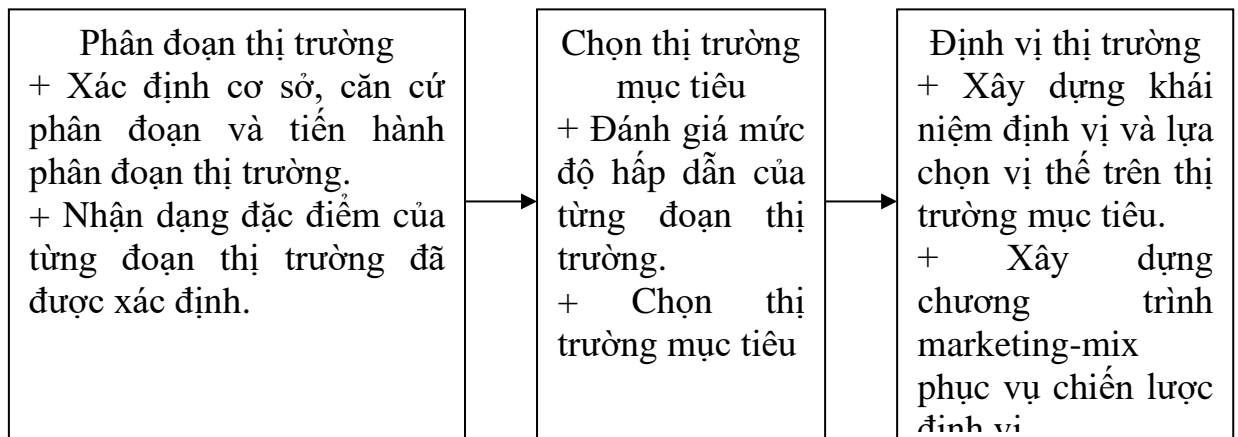 Phân đoạn thị trường
+ Xác định cơ sở, căn cứ
phân đoạn và tiến hành
phân đoạn thị trường.
+ Nhận dạng đặc điểm của
từng đoạn thị trường đã
được xác định.
Chọn thị trường
mục tiêu
+ Đánh giá mức
độ hấp dẫn của
từng đoạn thị
trường.
+ Chọn thị
trường mục tiêu
Định vị thị trường
+ Xây dựng khái
niệm định vị và lựa
chọn vị thế trên thị
trường mục tiêu.
+ Xây dựng
chương trình
marketing-mix
phục vụ chiến lược
định vị